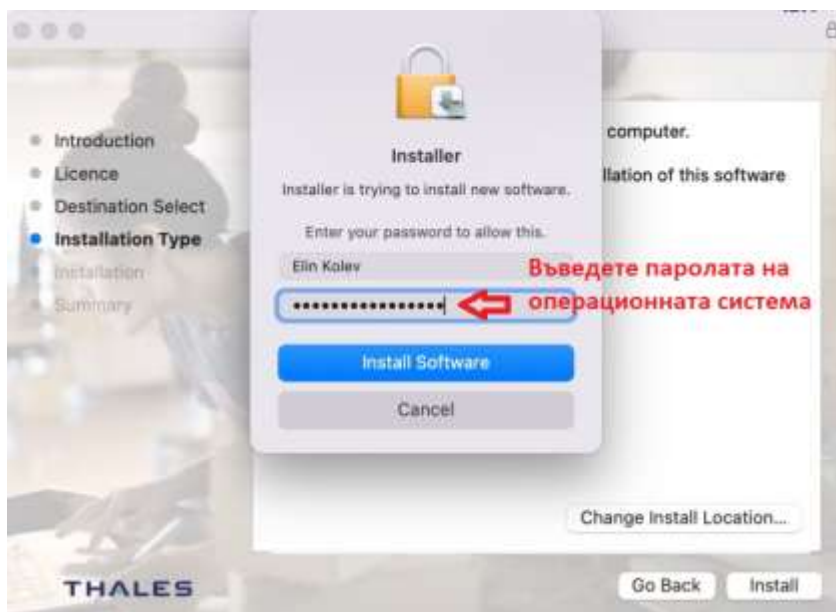 Introduction
Licence
Destination Select
Installation Type
Installation
Summary
computer.
llation of this software
Installer
Installer is trying to install new software.
Enter your password to allow this.
Elin Kolev
••••••••••••••••
Въведете паролата на
операционната система
Install Software
Cancel
Change Install Location...
THALES
Go Back
Install